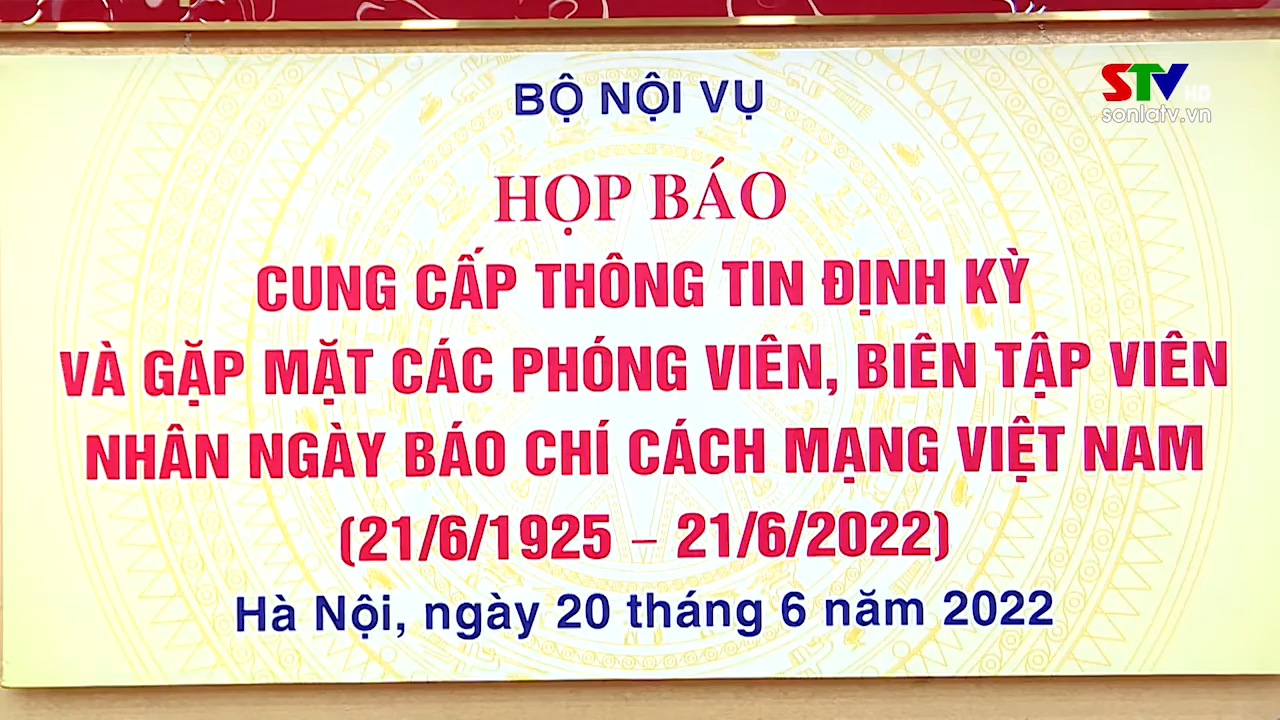 BỘ NỘI VỤ
STV HD
sonlatv.vn
HỌP BÁO
CUNG CẤP THÔNG TIN ĐỊNH KỲ
VÀ GẶP MẶT CÁC PHÓNG VIÊN, BIÊN TẬP VIÊN
NHÂN NGÀY BÁO CHÍ CÁCH MẠNG VIỆT NAM
(21/6/1925 – 21/6/2022)
Hà Nội, ngày 20 tháng 6 năm 2022